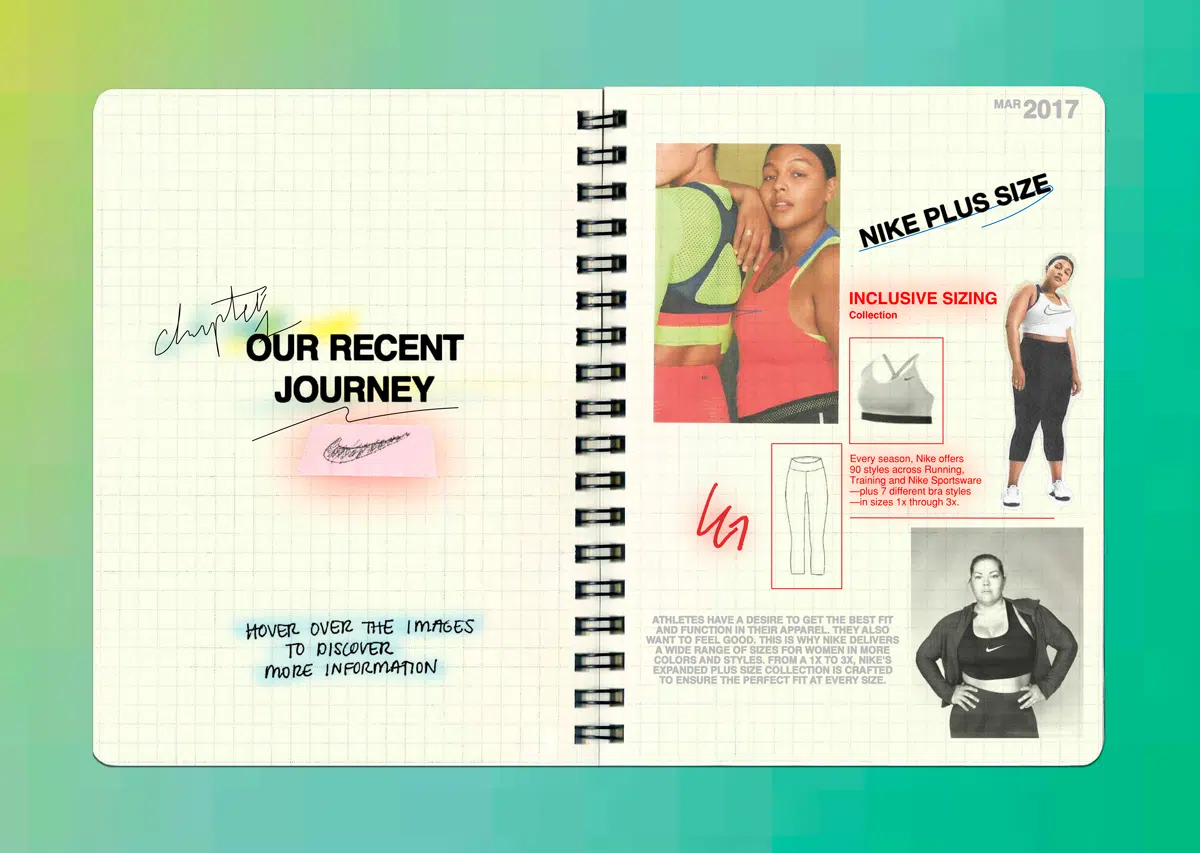 chapter
OUR RECENT
JOURNEY
HOVER OVER THE IMAGES
TO DISCOVER
MORE INFORMATION
MAR 2017
NIKE PLUS SIZE
INCLUSIVE SIZING
Collection
Every season, Nike offers
90 styles across Running,
Training and Nike Sportsware
—plus 7 different bra styles
—in sizes 1x through 3x.
ATHLETES HAVE A DESIRE TO GET THE BEST FIT
AND FUNCTION IN THEIR APPAREL. THEY ALSO
WANT TO FEEL GOOD. THIS IS WHY NIKE DELIVERS
A WIDE RANGE OF SIZES FOR WOMEN IN MORE
COLORS AND STYLES. FROM A 1X TO 3X, NIKE'S
EXPANDED PLUS SIZE COLLECTION IS CRAFTED
TO ENSURE THE PERFECT FIT AT EVERY SIZE.